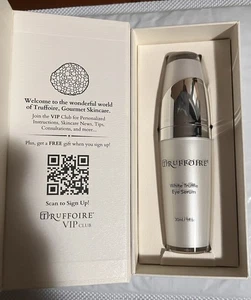 Welcome to the wonderful world
of Truffoire, Gourmet Skincare.
Join the VIP Club for Personalized
Instructions, Skincare News, Tips,
Consultations, and more...
Plus, get a FREE gift when you sign up!
Scan to Sign Up!
TRUFFOIRE
VIP CLUB
TRUFFOIRE
White Truffle
Eye Serum